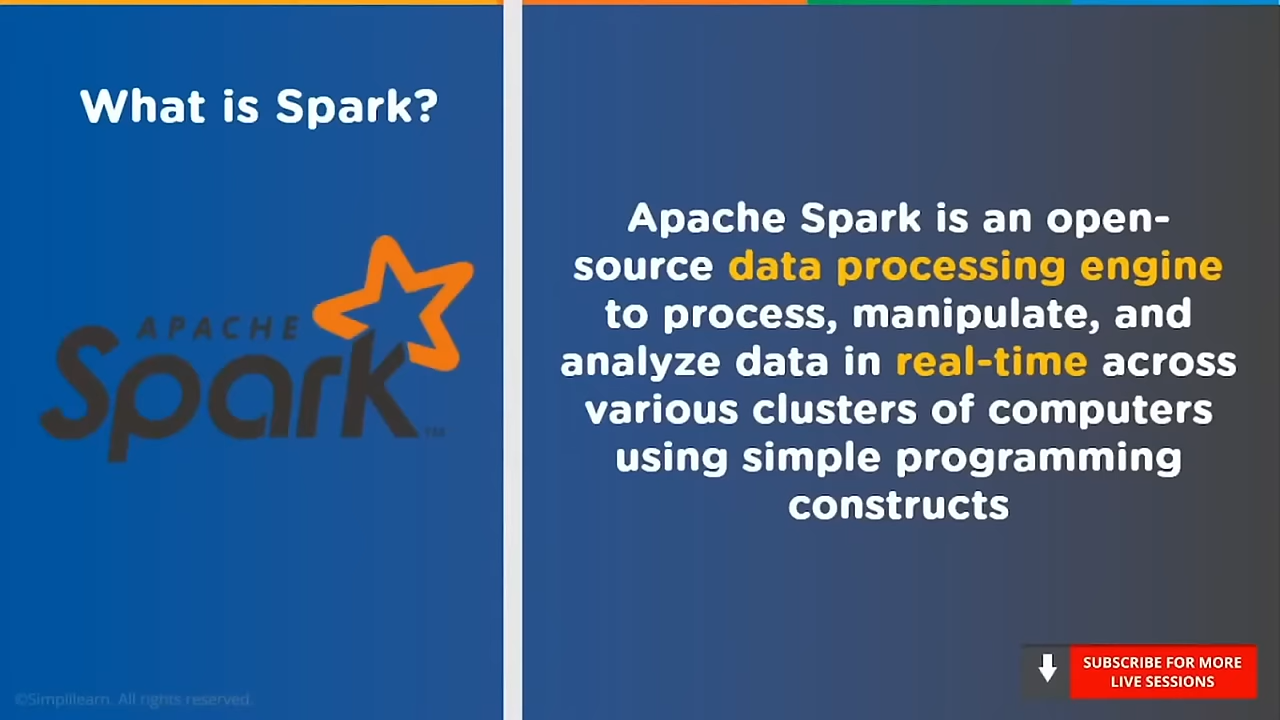 What is Spark?
APACHE
Spark™
Apache Spark is an open-
source data processing engine
to process, manipulate, and
analyze data in real-time across
various clusters of computers
using simple programming
constructs
SUBSCRIBE FOR MORE
LIVE SESSIONS
©Simplilearn. All rights reserved.